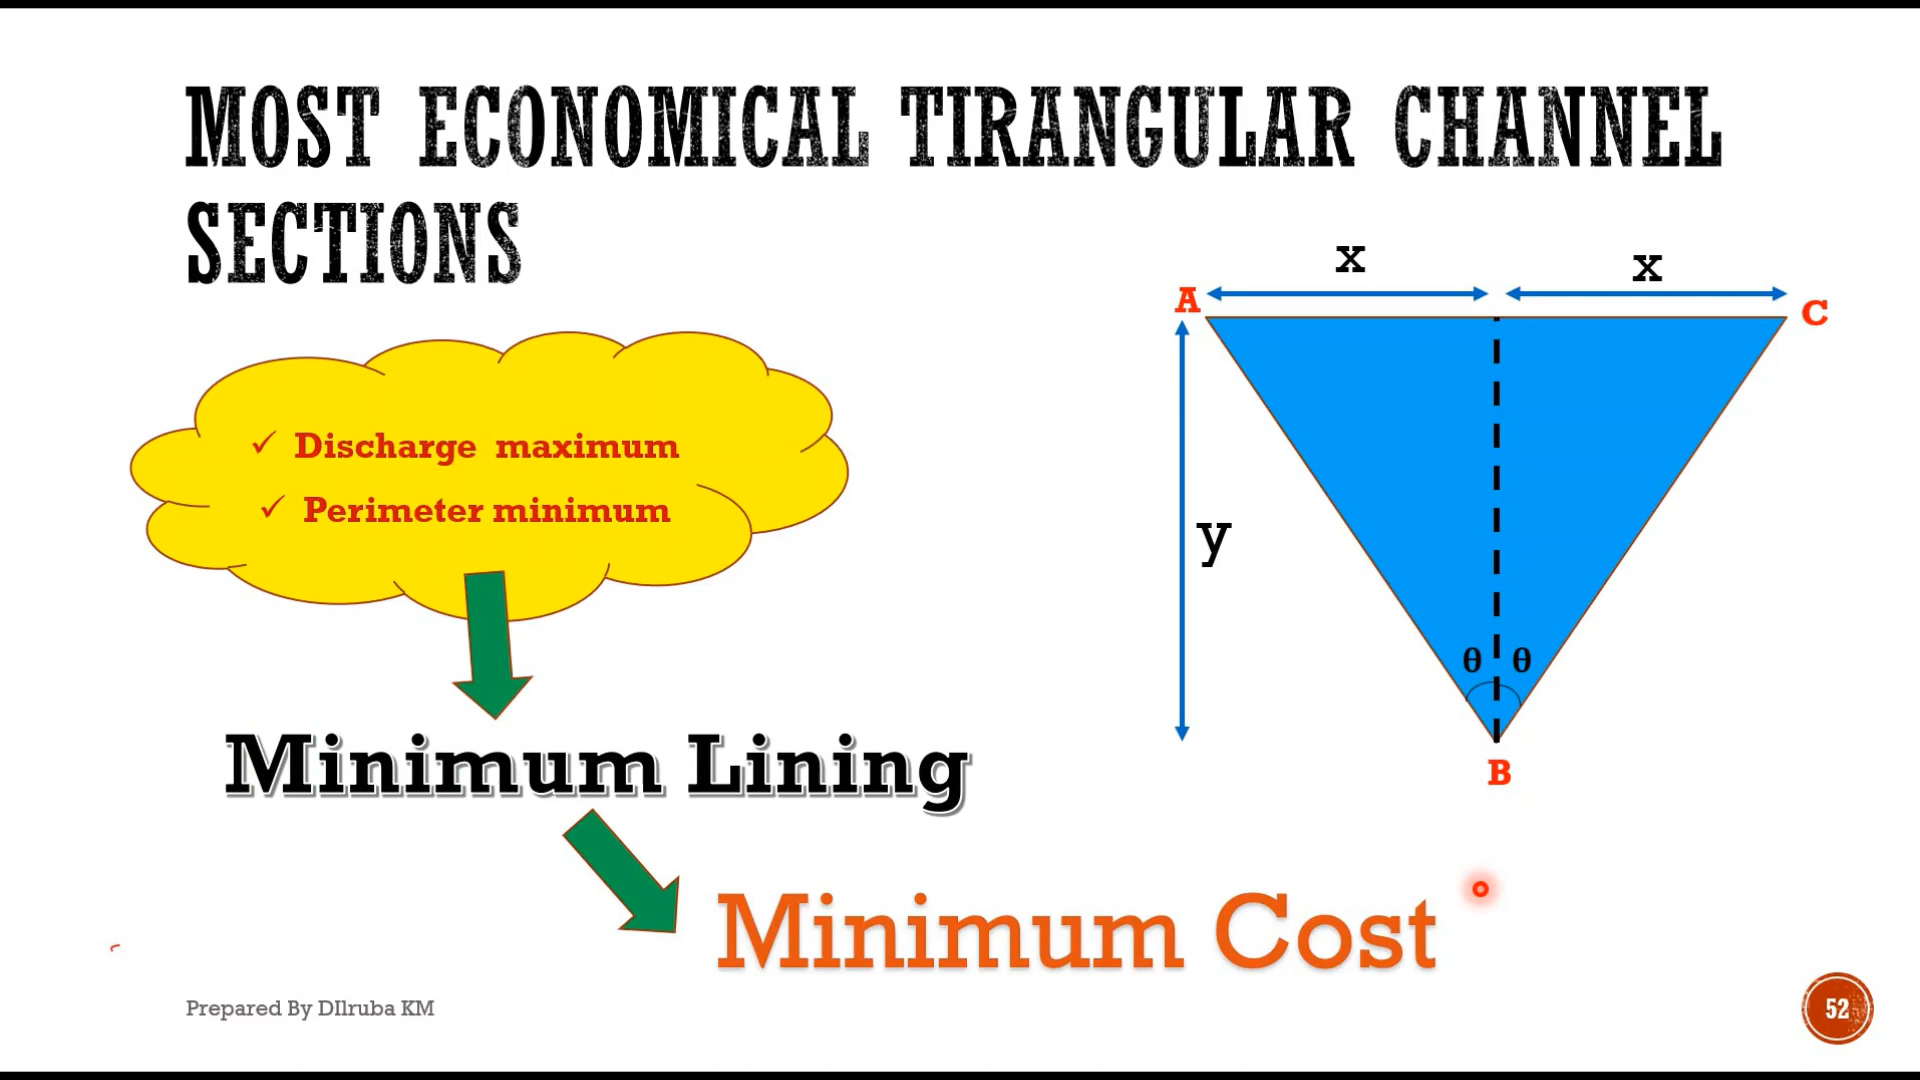 MOST ECONOMICAL TIRANGULAR CHANNEL
SECTIONS
x
x
A
C
✓ Discharge maximum
✓ Perimeter minimum
y
θ θ
B
Minimum Lining
Minimum Cost
Prepared By DIlruba KM
52